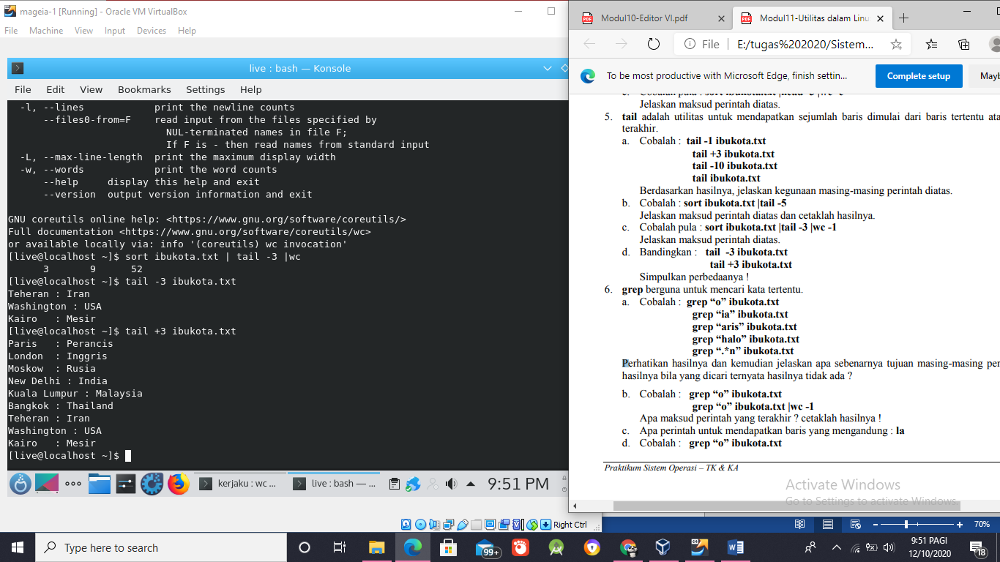 mageia-1 [Running] - Oracle VM VirtualBox
File Machine View Input Devices Help
live : bash — Konsole
File Edit View Bookmarks Settings Help
-l, --lines print the newline counts
--files0-from=F read input from the files specified by
NUL-terminated names in file F;
If F is - then read names from standard input
-L, --max-line-length print the maximum display width
-w, --words print the word counts
--help display this help and exit
--version output version information and exit
GNU coreutils online help: <https://www.gnu.org/software/coreutils/>
Full documentation <https://www.gnu.org/software/coreutils/wc>
or available locally via: info '(coreutils) wc invocation'
[live@localhost ~]$ sort ibukota.txt | tail -3 |wc
3 9 52
[live@localhost ~]$ tail -3 ibukota.txt
Teheran : Iran
Washington : USA
Kairo : Mesir
[live@localhost ~]$ tail +3 ibukota.txt
Paris : Perancis
London : Inggris
Moskow : Rusia
New Delhi : India
Kuala Lumpur : Malaysia
Bangkok : Thailand
Teheran : Iran
Washington : USA
Kairo : Mesir
[live@localhost ~]$
kerjaku : wc ...
live : bash — ...
9:51 PM
Right Ctrl
Modul10-Editor VI.pdf
Modul11-Utilitas dalam Linu
File E:/tugas%202020/Sistem...
To be most productive with Microsoft Edge, finish settin...
Complete setup
Mayb
Jelaskan maksud perintah diatas.
5. tail adalah utilitas untuk mendapatkan sejumlah baris dimulai dari baris tertentu ata
terakhir.
a. Cobalah : tail -1 ibukota.txt
tail +3 ibukota.txt
tail -10 ibukota.txt
tail ibukota.txt
Berdasarkan hasilnya, jelaskan kegunaan masing-masing perintah diatas.
b. Cobalah : sort ibukota.txt |tail -5
Jelaskan maksud perintah diatas dan cetaklah hasilnya.
c. Cobalah pula : sort ibukota.txt |tail -3 |wc -1
Jelaskan maksud perintah diatas.
d. Bandingkan : tail -3 ibukota.txt
tail +3 ibukota.txt
Simpulkan perbedaanya !
6. grep berguna untuk mencari kata tertentu.
a. Cobalah : grep “o” ibukota.txt
grep “ia” ibukota.txt
grep “aris” ibukota.txt
grep “halo” ibukota.txt
grep “.*n” ibukota.txt
Perhatikan hasilnya dan kemudian jelaskan apa sebenarnya tujuan masing-masing per
hasilnya bila yang dicari ternyata hasilnya tidak ada ?
b. Cobalah : grep “o” ibukota.txt
grep “o” ibukota.txt |wc -1
Apa maksud perintah yang terakhir ? cetaklah hasilnya !
c. Apa perintah untuk mendapatkan baris yang mengandung : la
d. Cobalah : grep “o” ibukota.txt
Praktikum Sistem Operasi – TK & KA
Activate Windows
Go to Settings to activate Windows.
70%
Type here to search
99+
9:51 PAGI
12/10/2020
18